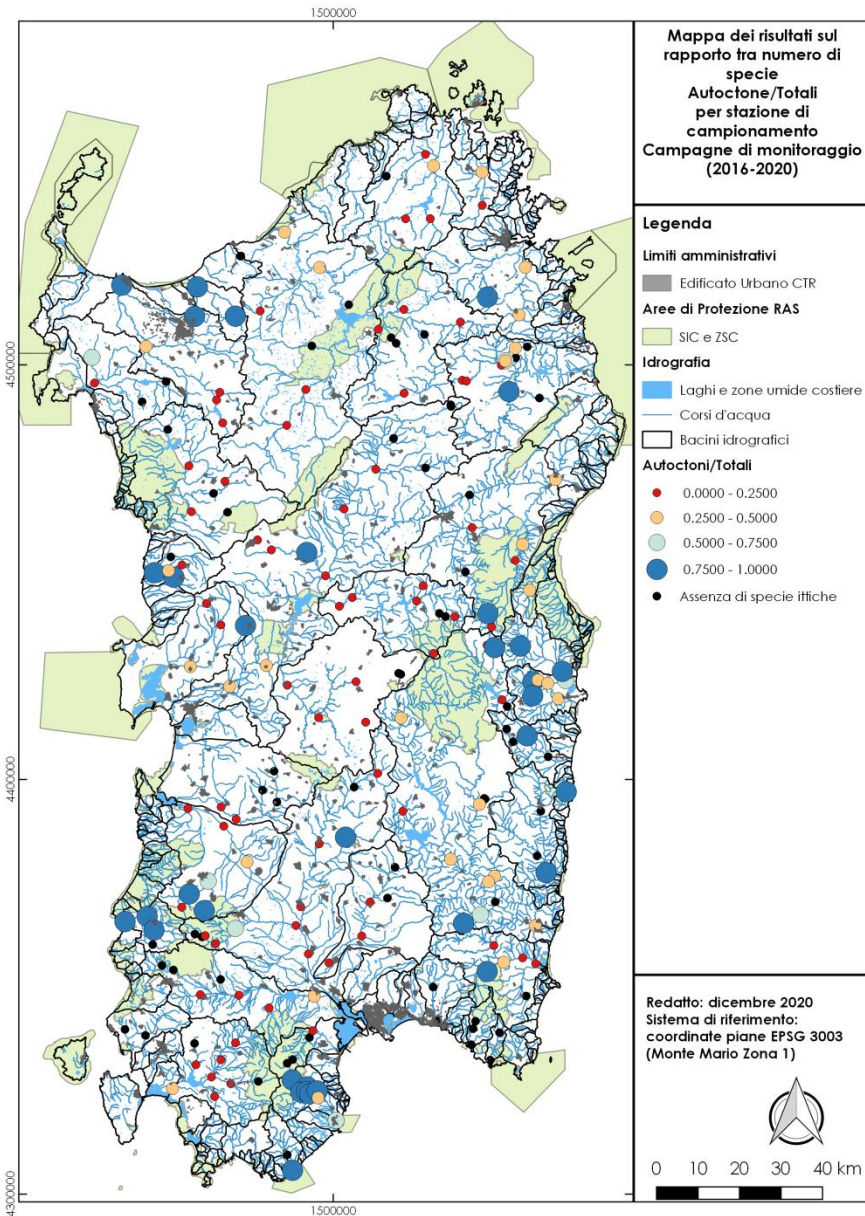 1500000
Mappa dei risultati sul
rapporto tra numero di
specie
Autoctone/Totali
per stazione di
campionamento
Campagne di monitoraggio
(2016-2020)
Legenda
Limiti amministrativi
Edificato Urbano CTR
Aree di Protezione RAS
SIC e ZSC
Idrografia
Laghi e zone umide costiere
Corsi d'acqua
Bacini idrografici
Autoctoni/Totali
0.0000 - 0.2500
0.2500 - 0.5000
0.5000 - 0.7500
0.7500 - 1.0000
Assenza di specie ittiche
4500000
4500000
4400000
4400000
4300000
4300000
1500000
Redatto: dicembre 2020
Sistema di riferimento:
coordinate piane EPSG 3003
(Monte Mario Zona 1)
0 10 20 30 40 km